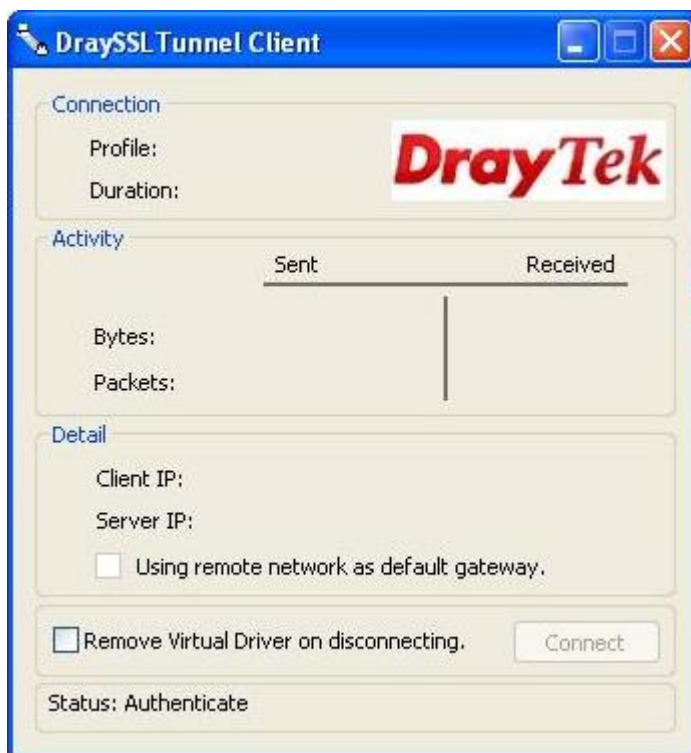 DraySSLTunnel Client
Connection
Profile:
DrayTek
Duration:
Activity
Sent Received
Bytes:
Packets:
Detail
Client IP:
Server IP:
Using remote network as default gateway.
Remove Virtual Driver on disconnecting. Connect
Status: Authenticate